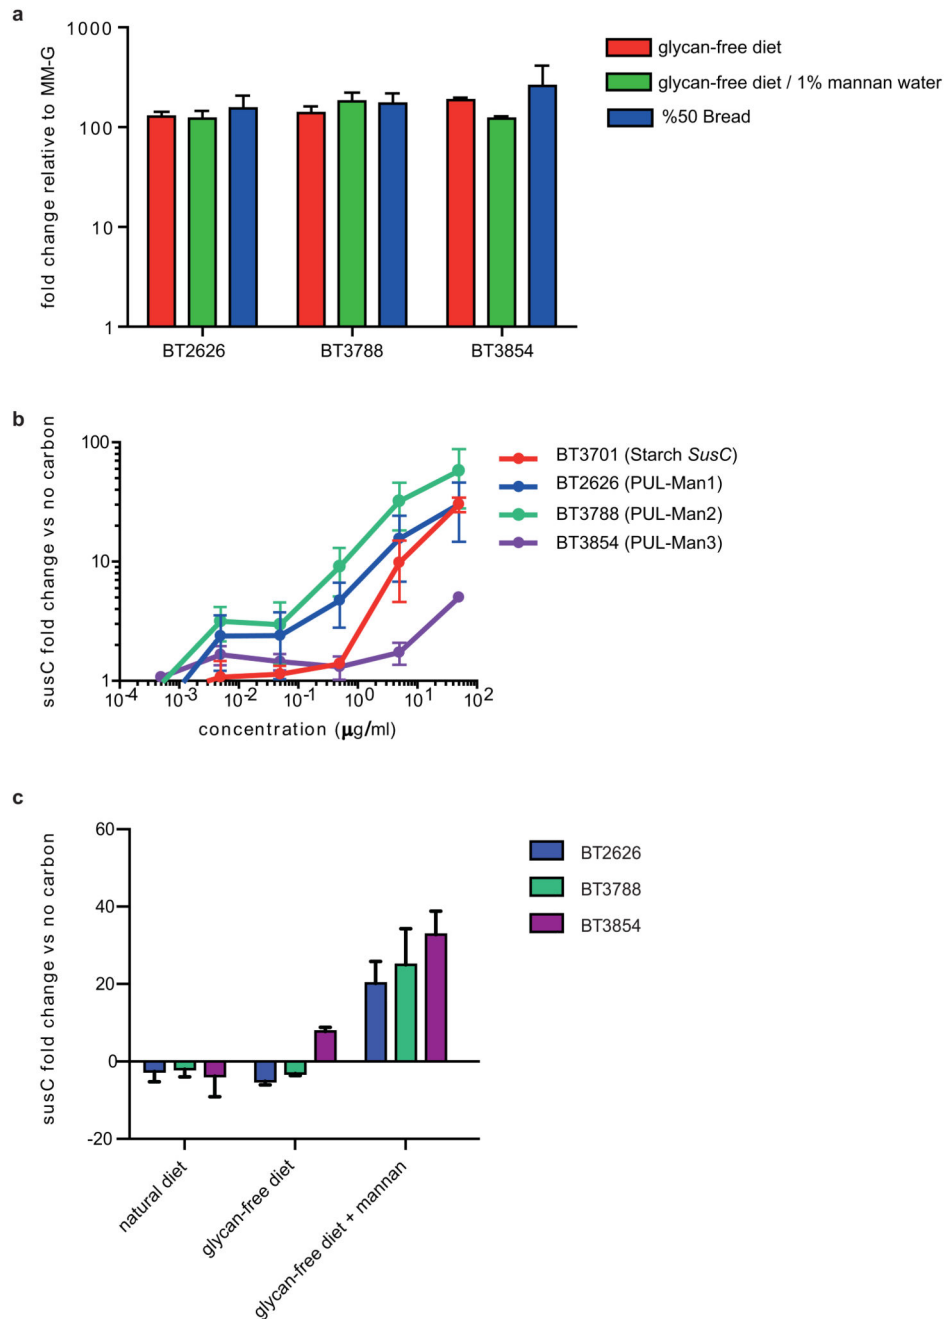 a
fold change relative to MM-G
1000
100
10
1
BT2626
BT3788
BT3854
glycan-free diet
glycan-free diet / 1% mannan water
%50 Bread
b
susC fold change vs no carbon
100
10
1
10-4
10-3
10-2
10-1
100
101
102
concentration (µg/ml)
BT3701 (Starch SusC)
BT2626 (PUL-Man1)
BT3788 (PUL-Man2)
BT3854 (PUL-Man3)
c
susC fold change vs no carbon
60
40
20
0
-20
natural diet
glycan-free diet
glycan-free diet + mannan
BT2626
BT3788
BT3854